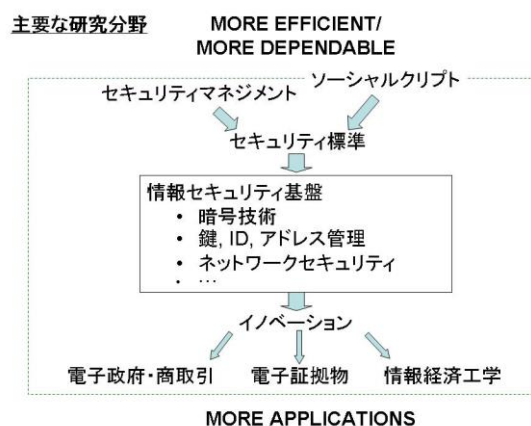 主要な研究分野
MORE EFFICIENT/
MORE DEPENDABLE
ソーシャルクリプト
セキュリティマネジメント
セキュリティ標準
情報セキュリティ基盤
• 暗号技術
• 鍵, ID, アドレス管理
• ネットワークセキュリティ
• …
イノベーション
電子政府・商取引 電子証拠物 情報経済工学
MORE APPLICATIONS